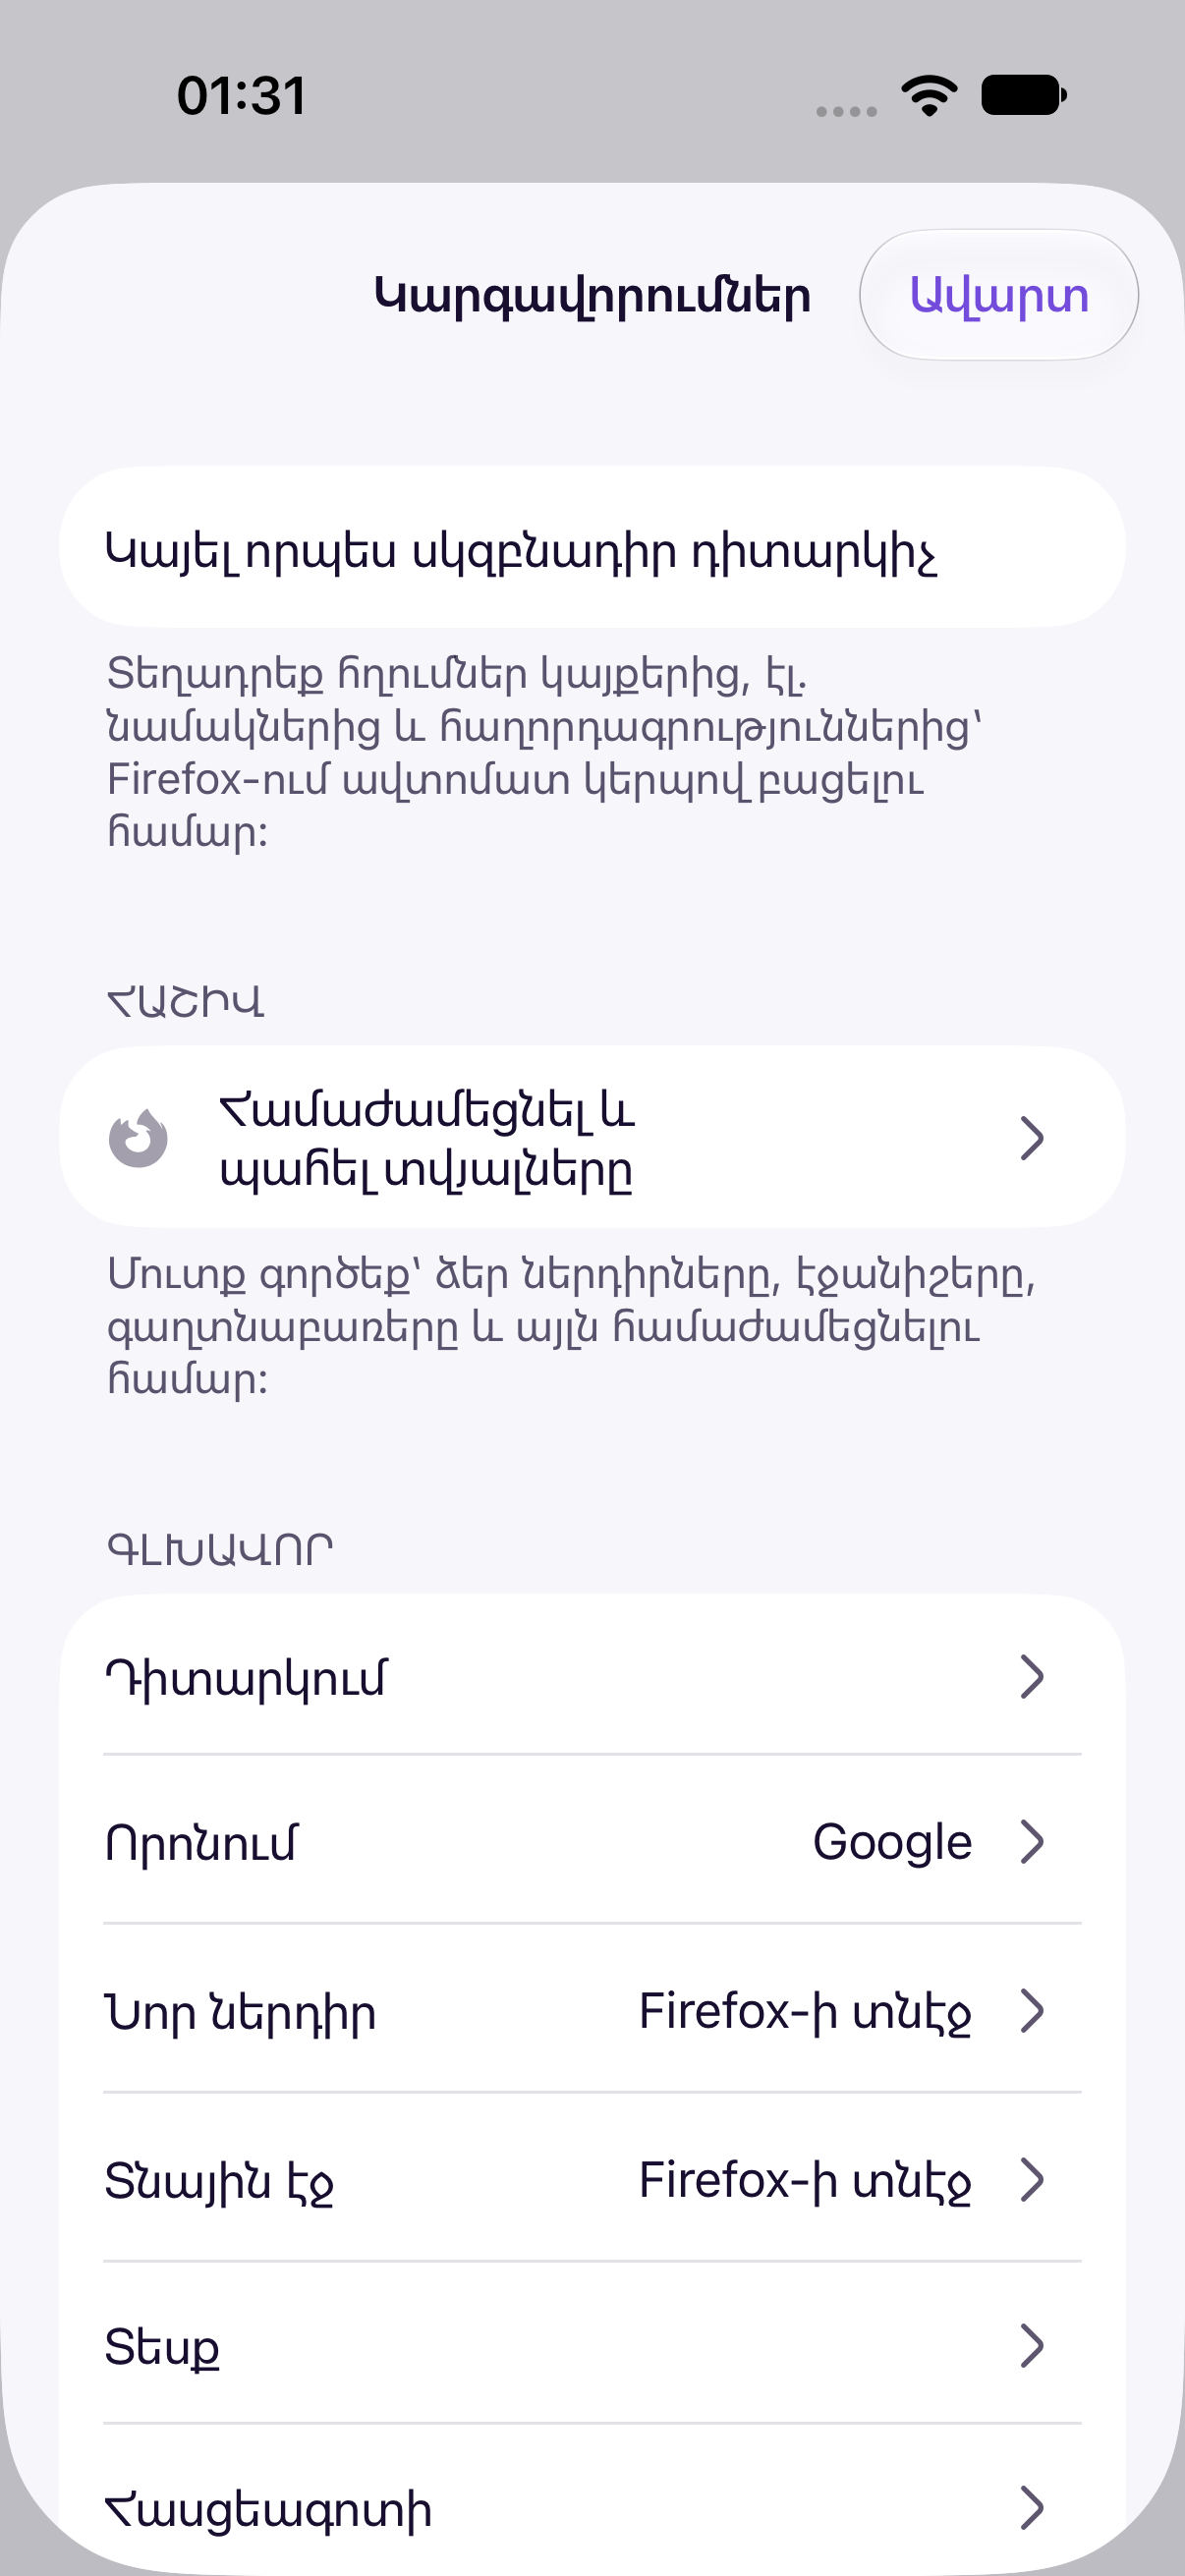 01:31
Կարգավորումներ
Ավարտ
Կայել որպես սկզբնադիր դիտարկիչ
Տեղադրեք հղումներ կայքերից, էլ.
նամակներից և հաղորդագրություններից՝
Firefox-ում ավտոմատ կերպով բացելու
համար:
ՀԱՇԻՎ
Համաժամեցնել և
պահել տվյալները
Մուտք գործեք՝ ձեր ներդիրները, էջանիշերը,
գաղտնաբառերը և այլն համաժամեցնելու
համար:
ԳԼԽԱՎՈՐ
Դիտարկում
Որոնում Google
Նոր ներդիր Firefox-ի տնէջ
Տնային էջ Firefox-ի տնէջ
Տեսք
Հասցեագոտի